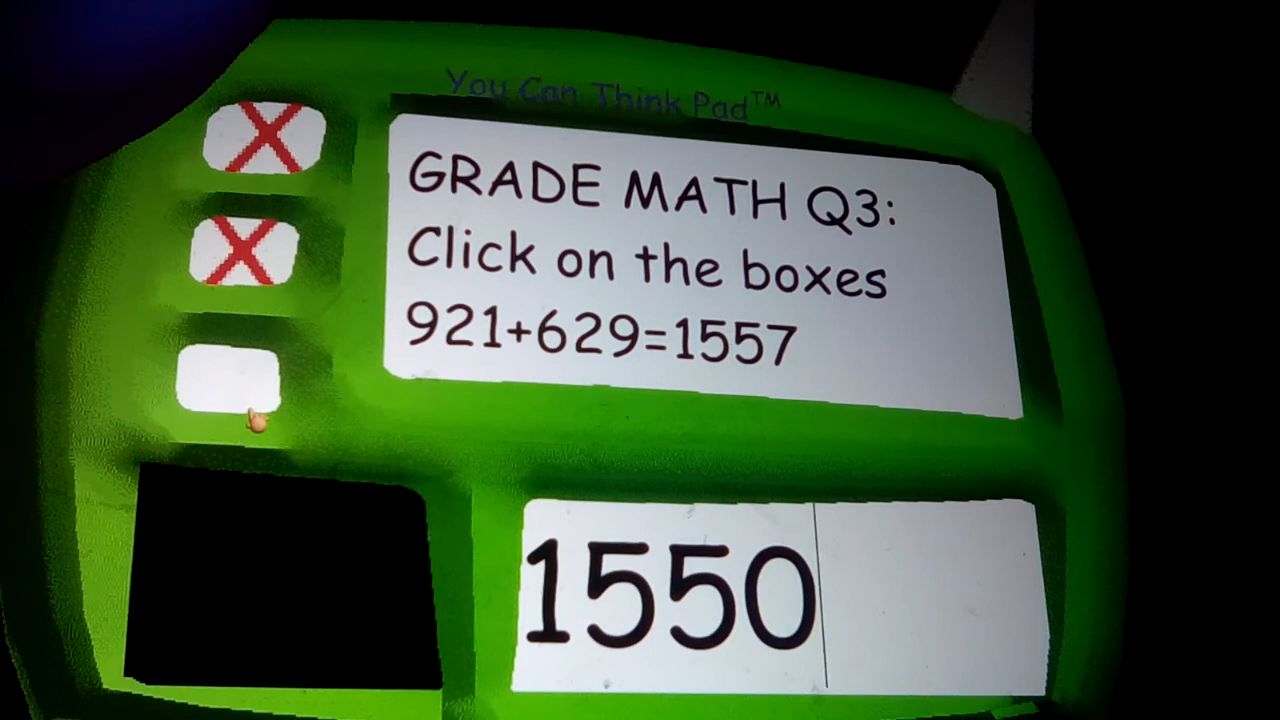 You Can Think Pad™
GRADE MATH Q3:
Click on the boxes
921+629=1557
1550